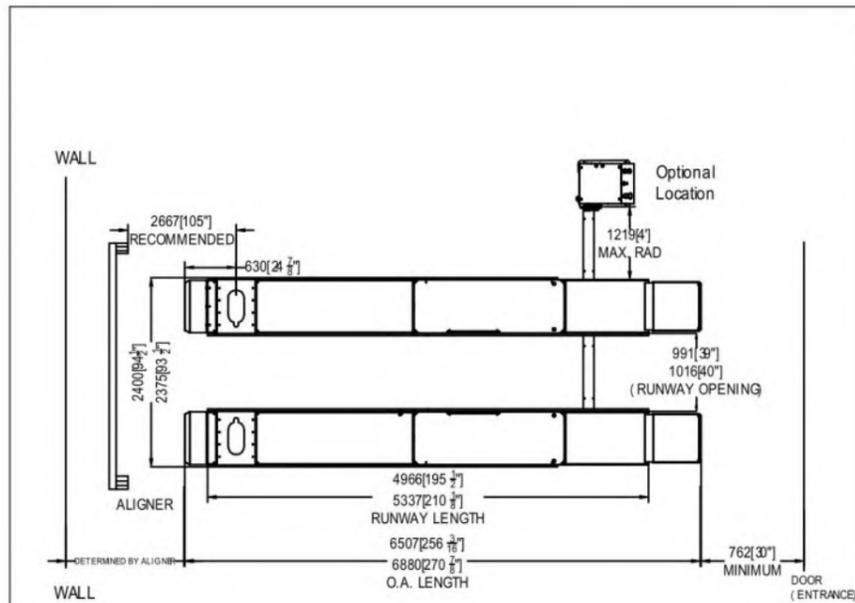 WALL
Optional
Location
2667[105"]
RECOMMENDED
1219[4']
MAX. RAD
630[24 7/8"]
2400[94 1/2"]
2375[93 1/2"]
991[39"]
1016[40"]
(RUNWAY OPENING)
4966[195 1/2"]
5337[210 1/8"]
RUNWAY LENGTH
ALIGNER
6507[256 3/16"]
6880[270 7/8"]
O.A. LENGTH
DETERMINED BY ALIGNER
762[30"]
MINIMUM
WALL
DOOR
(ENTRANCE)